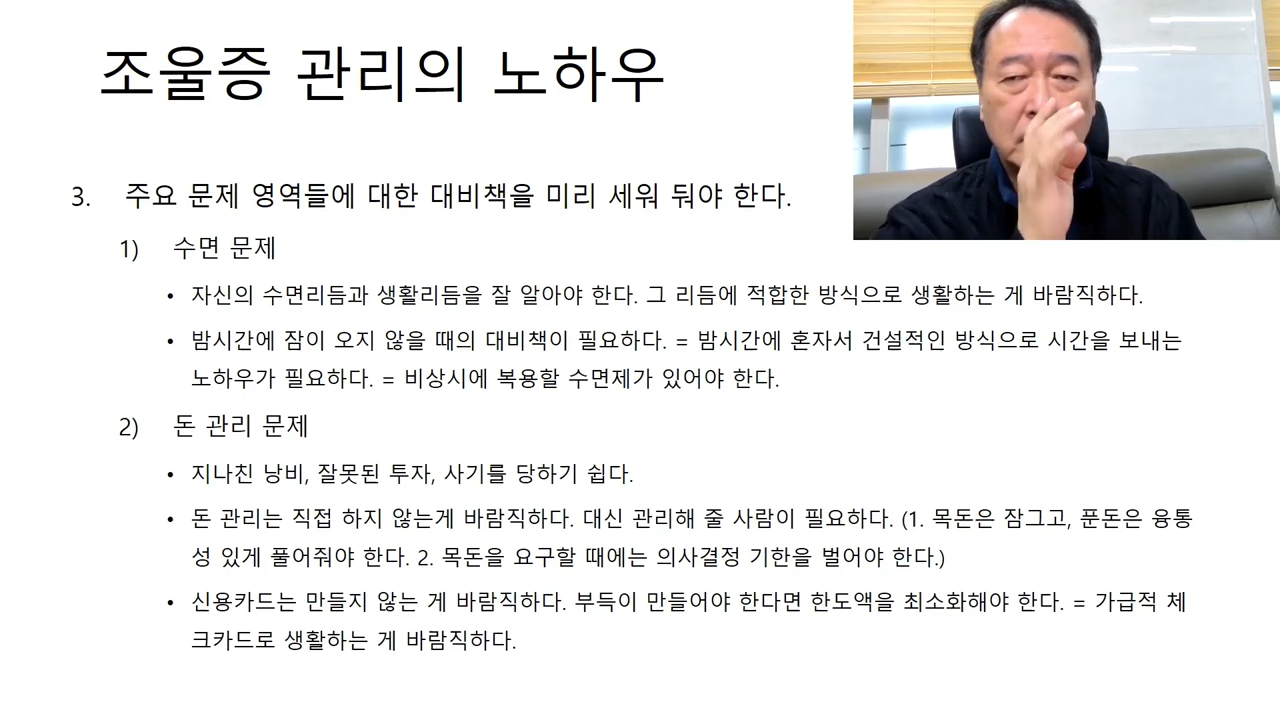 조울증 관리의 노하우
3. 주요 문제 영역들에 대한 대비책을 미리 세워 둬야 한다.
1) 수면 문제
• 자신의 수면리듬과 생활리듬을 잘 알아야 한다. 그 리듬에 적합한 방식으로 생활하는 게 바람직하다.
• 밤시간에 잠이 오지 않을 때의 대비책이 필요하다. = 밤시간에 혼자서 건설적인 방식으로 시간을 보내는
노하우가 필요하다. = 비상시에 복용할 수면제가 있어야 한다.
2) 돈 관리 문제
• 지나친 낭비, 잘못된 투자, 사기를 당하기 쉽다.
• 돈 관리는 직접 하지 않는게 바람직하다. 대신 관리해 줄 사람이 필요하다. (1. 목돈은 잠그고, 푼돈은 융통
성 있게 풀어줘야 한다. 2. 목돈을 요구할 때에는 의사결정 기한을 벌어야 한다.)
• 신용카드는 만들지 않는 게 바람직하다. 부득이 만들어야 한다면 한도액을 최소화해야 한다. = 가급적 체
크카드로 생활하는 게 바람직하다.